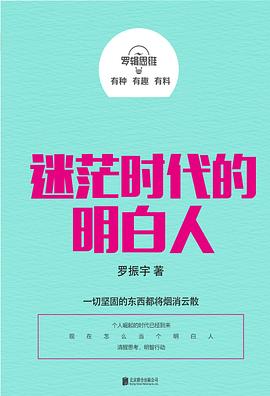 罗辑思维
有种 有趣 有料
迷茫时代的
明白人
罗振宇 著
一切坚固的东西都将烟消云散
个人崛起的时代已经到来
现在怎么当个明白人
清醒思考，明智行动
北京联合出版公司